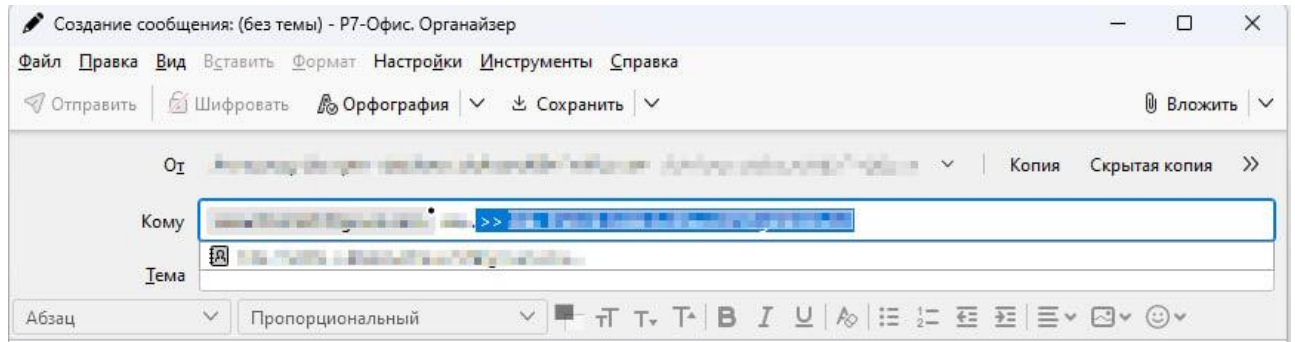 Создание сообщения: (без темы) - Р7-Офис. Органайзер
Файл Правка Вид Вставить Формат Настройки Инструменты Справка
Отправить Шифровать Орфография Сохранить Вложить
От Копия Скрытая копия
Кому >>
Тема
Абзац Пропорциональный